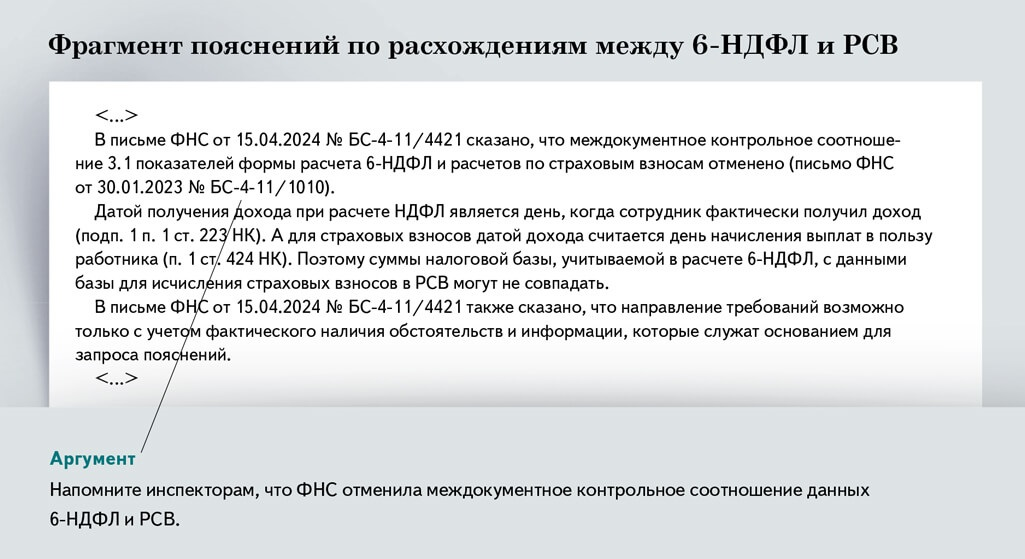 Фрагмент пояснений по расхождениям между 6-НДФЛ и РСВ
<...>
В письме ФНС от 15.04.2024 № БС-4-11/4421 сказано, что междокументное контрольное соотноше-
ние 3.1 показателей формы расчета 6-НДФЛ и расчетов по страховым взносам отменено (письмо ФНС
от 30.01.2023 № БС-4-11/1010).
Датой получения дохода при расчете НДФЛ является день, когда сотрудник фактически получил доход
(подп. 1 п. 1 ст. 223 НК). А для страховых взносов датой дохода считается день начисления выплат в пользу
работника (п. 1 ст. 424 НК). Поэтому суммы налоговой базы, учитываемой в расчете 6-НДФЛ, с данными
базы для исчисления страховых взносов в РСВ могут не совпадать.
В письме ФНС от 15.04.2024 № БС-4-11/4421 также сказано, что направление требований возможно
только с учетом фактического наличия обстоятельств и информации, которые служат основанием для
запроса пояснений.
<...>
Аргумент
Напомните инспекторам, что ФНС отменила междокументное контрольное соотношение данных
6-НДФЛ и РСВ.